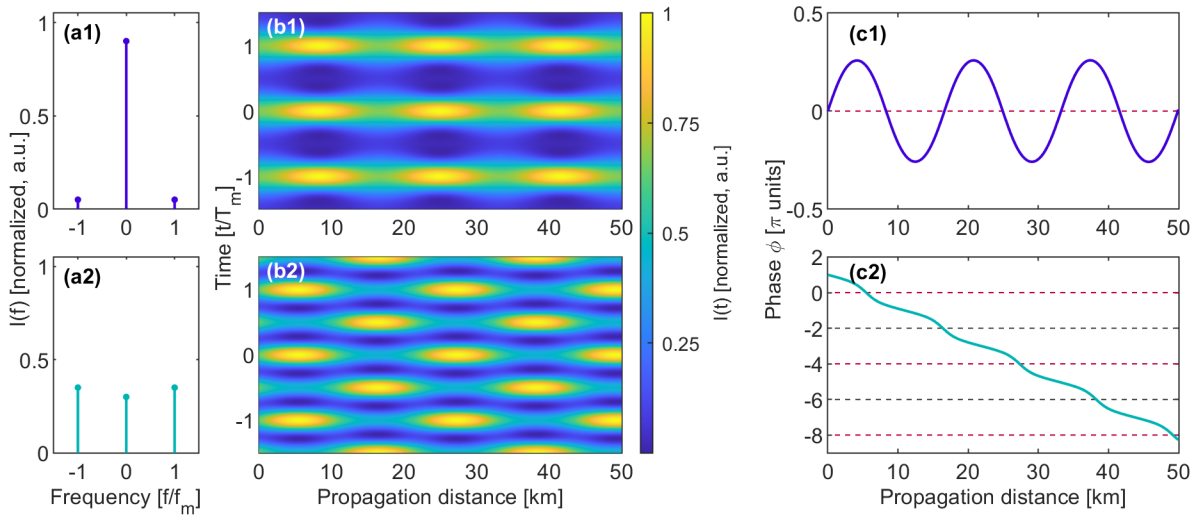 (a1)
1
0.5
0
-1 0 1
I(f) [normalized, a.u.]
(a2)
1
0.5
0
-1 0 1
Frequency [f/fm]
(b1)
1
0
-1
0 10 20 30 40 50
Time [t/Tm]
(b2)
1
0
-1
0 10 20 30 40 50
Propagation distance [km]
1
0.75
0.5
0.25
I(t) [normalized, a.u.]
(c1)
0.5
0
-0.5
0 10 20 30 40 50
Phase ϕ [π units]
(c2)
2
0
-2
-4
-6
-8
0 10 20 30 40 50
Propagation distance [km]